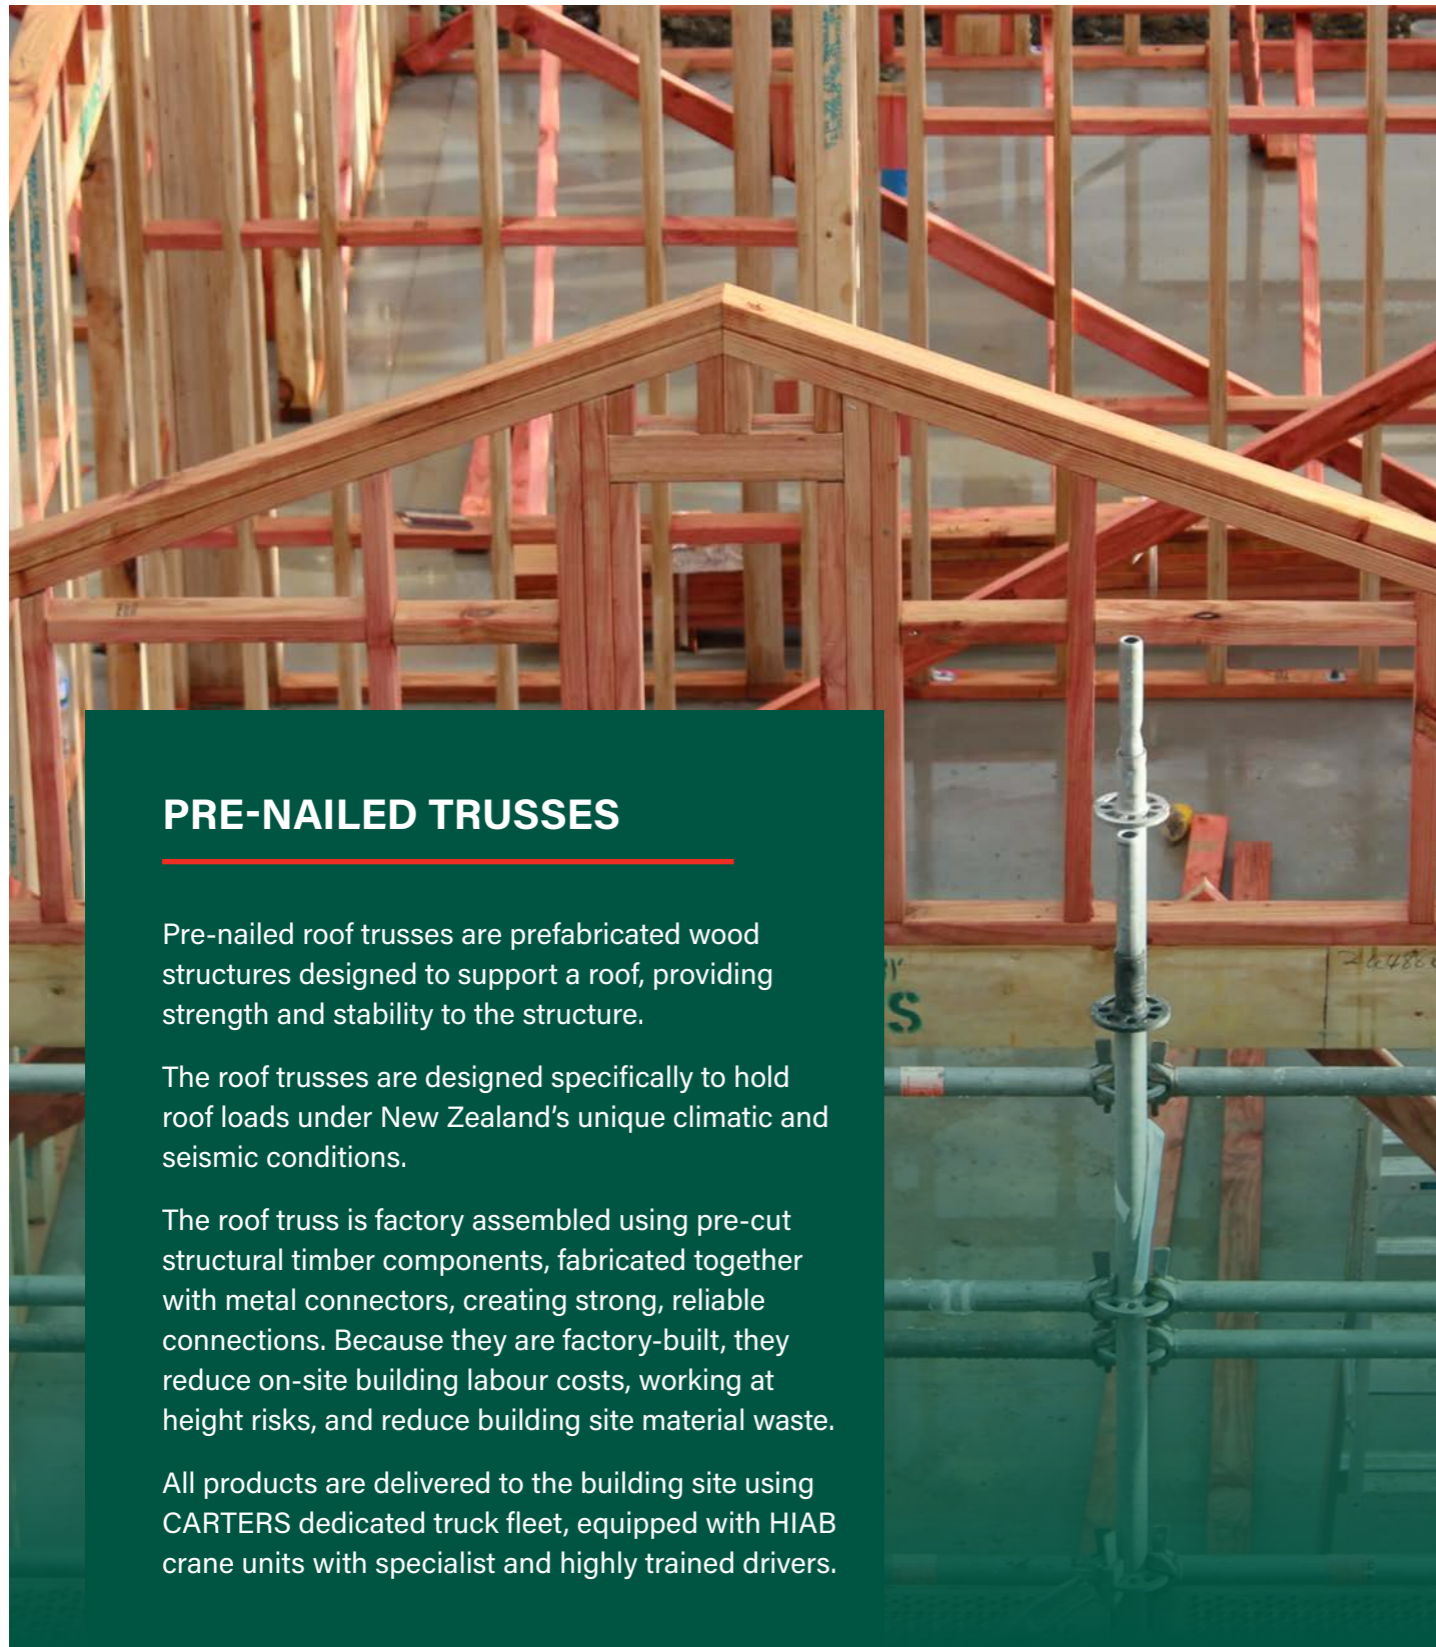 PRE-NAILED TRUSSES
Pre-nailed roof trusses are prefabricated wood
structures designed to support a roof, providing
strength and stability to the structure.
The roof trusses are designed specifically to hold
roof loads under New Zealand’s unique climatic and
seismic conditions.
The roof truss is factory assembled using pre-cut
structural timber components, fabricated together
with metal connectors, creating strong, reliable
connections. Because they are factory-built, they
reduce on-site building labour costs, working at
height risks, and reduce building site material waste.
All products are delivered to the building site using
CARTERS dedicated truck fleet, equipped with HIAB
crane units with specialist and highly trained drivers.